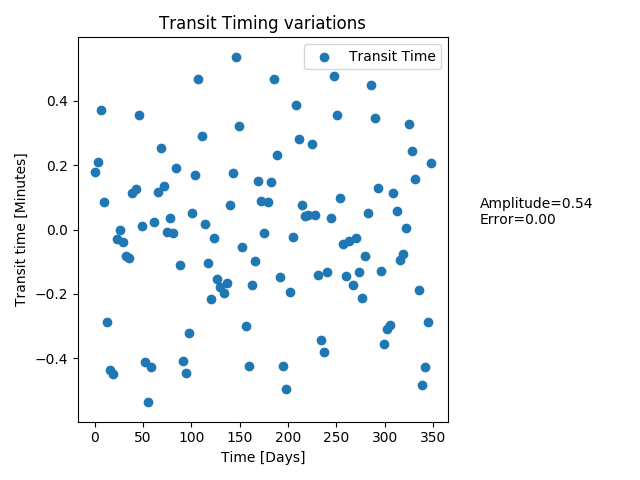 Transit Timing variations
Transit Time
Transit time [Minutes]
0.4
0.2
0.0
−0.2
−0.4
0 50 100 150 200 250 300 350
Time [Days]
Amplitude=0.54
Error=0.00